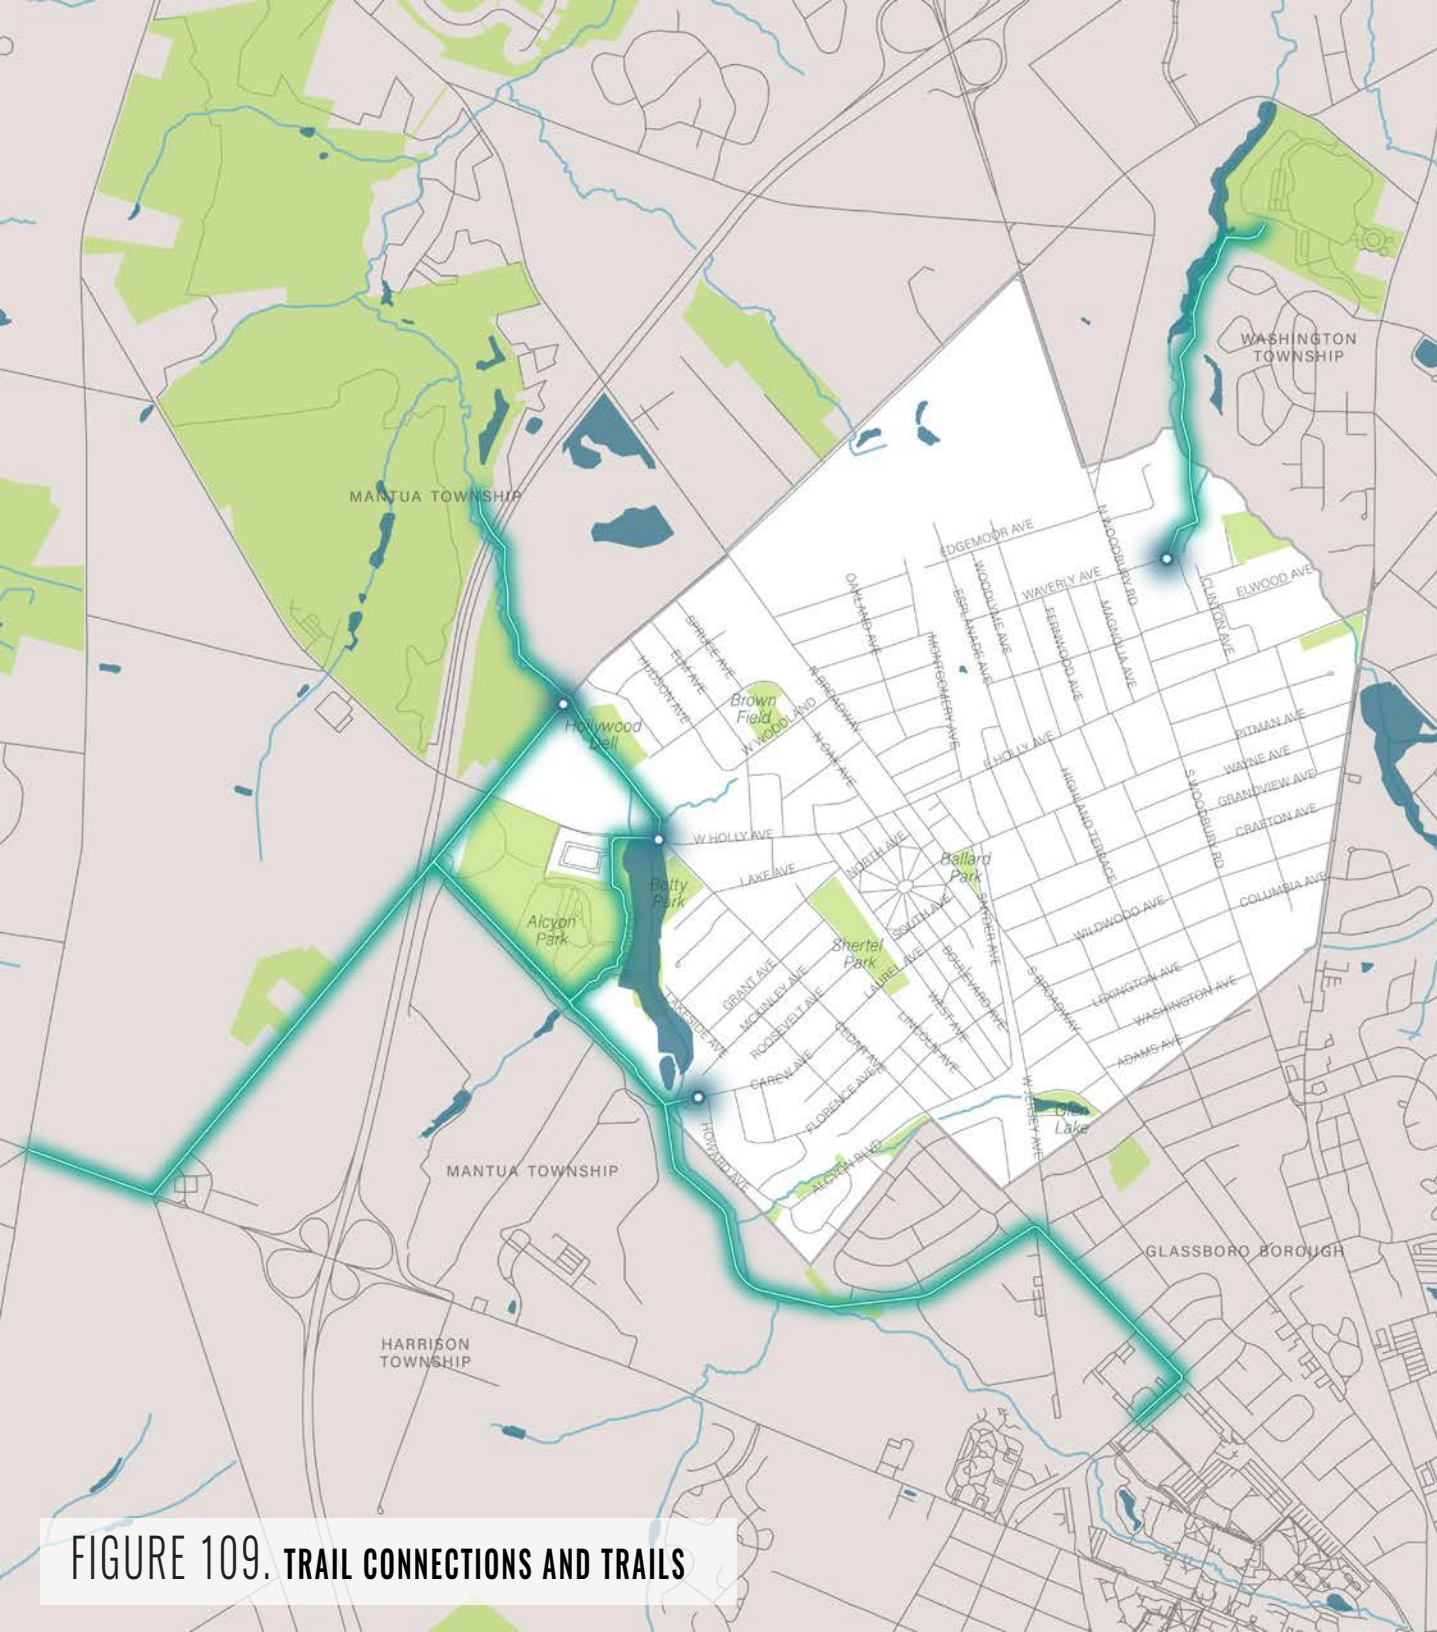 WASHINGTON
TOWNSHIP
MANTUA TOWNSHIP
N WOODBURY RD
EDGEMOOR AVE
WOODLYNE AVE
WAVERLY AVE
ELWOOD AVE
CLINTON AVE
OAKLAND AVE
ESPLANADE AVE
FERNWOOD AVE
MAGNOLIA AVE
SPRUCE AVE
ELM AVE
HUDSON AVE
MONTGOMERY AVE
N BROADWAY
Brown
Field
W WOODLAND
Hollywood
Dell
N OAK AVE
E HOLLY AVE
PITMAN AVE
WAYNE AVE
GRANDVIEW AVE
CRAFTON AVE
HIGHLAND TERRACE
S WOODBURY RD
W HOLLY AVE
LAKE AVE
NORTH AVE
Ballard
Park
Betty
Park
COLUMBIA AVE
Alcyon
Park
SOUTH AVE
SNYDER AVE
WILDWOOD AVE
Shertel
Park
LAUREL AVE
BOULEVARD AVE
GRANT AVE
MCKINLEY AVE
ROOSEVELT AVE
LAKESIDE AVE
WEST AVE
S BROADWAY
LEXINGTON AVE
WASHINGTON AVE
CEDAR AVE
LINCOLN AVE
ADAMS AVE
CAREW AVE
FLORENCE AVE
W JERSEY AVE
Glen
Lake
HOWARD AVE
ALCYON BLVD
MANTUA TOWNSHIP
GLASSBORO BOROUGH
HARRISON
TOWNSHIP
FIGURE 109. TRAIL CONNECTIONS AND TRAILS